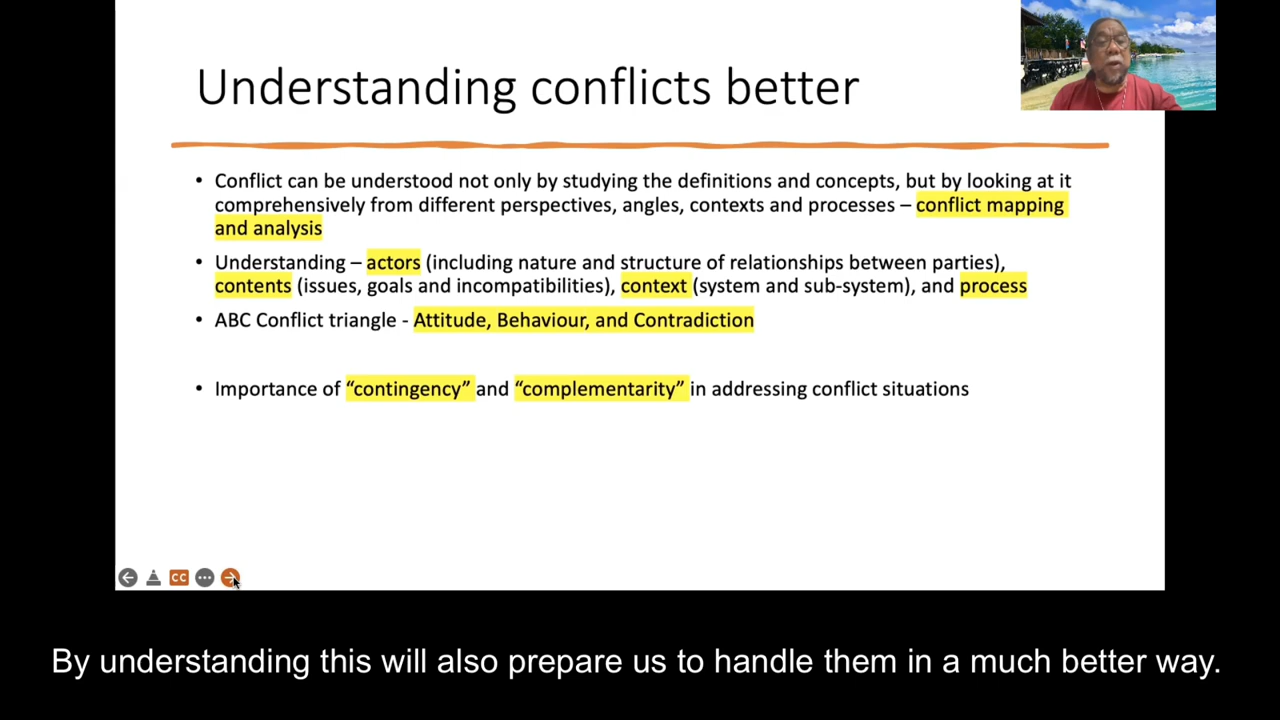 Understanding conflicts better
• Conflict can be understood not only by studying the definitions and concepts, but by looking at it
comprehensively from different perspectives, angles, contexts and processes – conflict mapping
and analysis
• Understanding – actors (including nature and structure of relationships between parties),
contents (issues, goals and incompatibilities), context (system and sub-system), and process
• ABC Conflict triangle - Attitude, Behaviour, and Contradiction
• Importance of “contingency” and “complementarity” in addressing conflict situations
CC
By understanding this will also prepare us to handle them in a much better way.